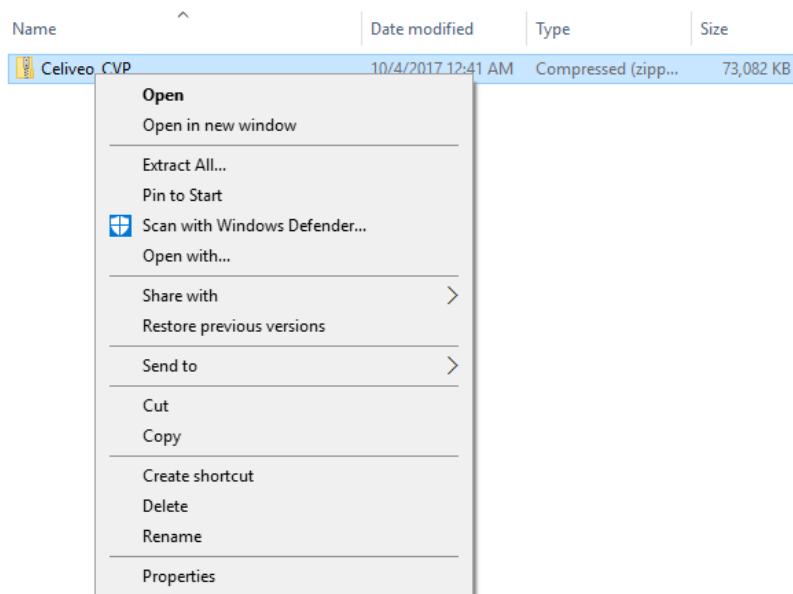 Name Date modified Type Size
Celiveo_CVP 10/4/2017 12:41 AM Compressed (zipp... 73,082 KB
Open
Open in new window
Extract All...
Pin to Start
Scan with Windows Defender...
Open with...
Share with
Restore previous versions
Send to
Cut
Copy
Create shortcut
Delete
Rename
Properties